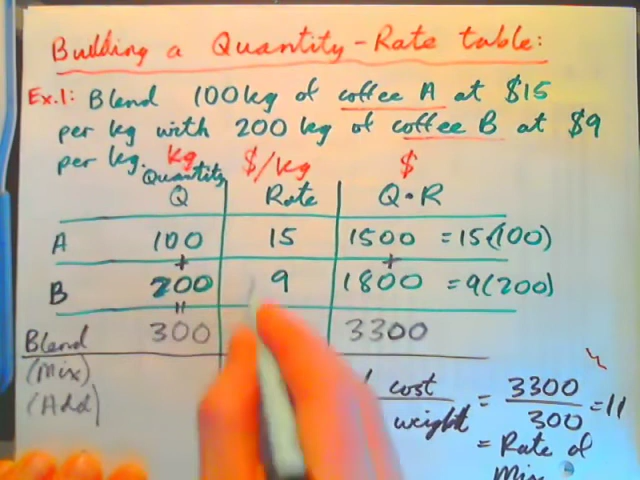 Building a Quantity-Rate table:
Ex.1: Blend 100kg of coffee A at $15
per kg with 200 kg of coffee B at $9
per kg. kg $/kg $
Quantity
Q Rate Q·R
A 100 15 1500 = 15(100)
+ +
B 200 9 1800 = 9(200)
=
Blend 300 3300
(Mix)
(Add)
cost 3300
= = 11
weight 300
= Rate of
Mix